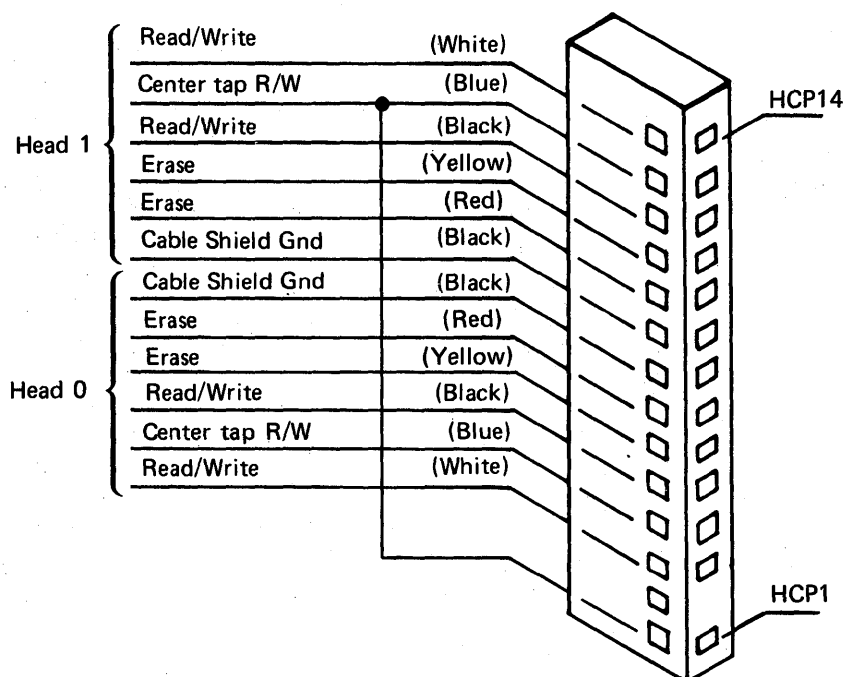 Read/Write (White)
Center tap R/W (Blue)
HCP14
Read/Write (Black)
Head 1
Erase (Yellow)
Erase (Red)
Cable Shield Gnd (Black)
Cable Shield Gnd (Black)
Erase (Red)
Erase (Yellow)
Head 0
Read/Write (Black)
Center tap R/W (Blue)
Read/Write (White)
HCP1